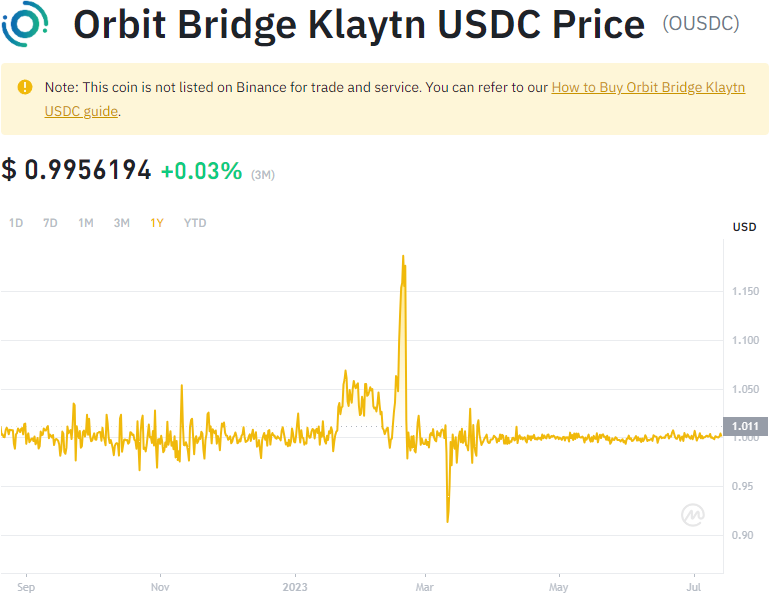 Orbit Bridge Klaytn USDC Price (OUSDC)
Note: This coin is not listed on Binance for trade and service. You can refer to our How to Buy Orbit Bridge Klaytn
USDC guide.
$ 0.9956194 +0.03% (3M)
1D 7D 1M 3M 1Y YTD
USD
1.150
1.100
1.050
1.011
1.000
0.95
0.90
Sep Nov 2023 Mar May Jul